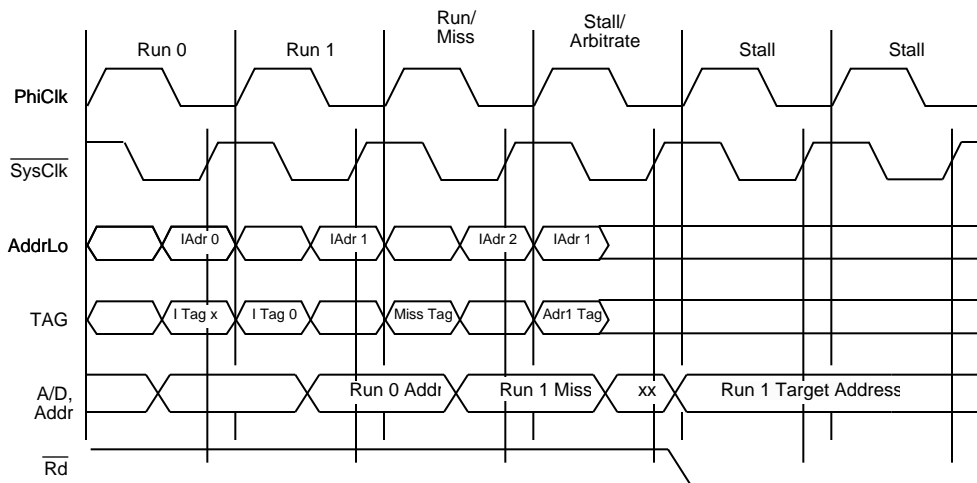 Run/
Miss
Stall/
Arbitrate
Run 0
Run 1
Stall
Stall
PhiClk
SysClk
AddrLo
IAdr 0
IAdr 1
IAdr 2
IAdr 1
TAG
I Tag x
I Tag 0
Miss Tag
Adr1 Tag
A/D,
Addr
Run 0 Addr
Run 1 Miss
xx
Run 1 Target Address
Rd